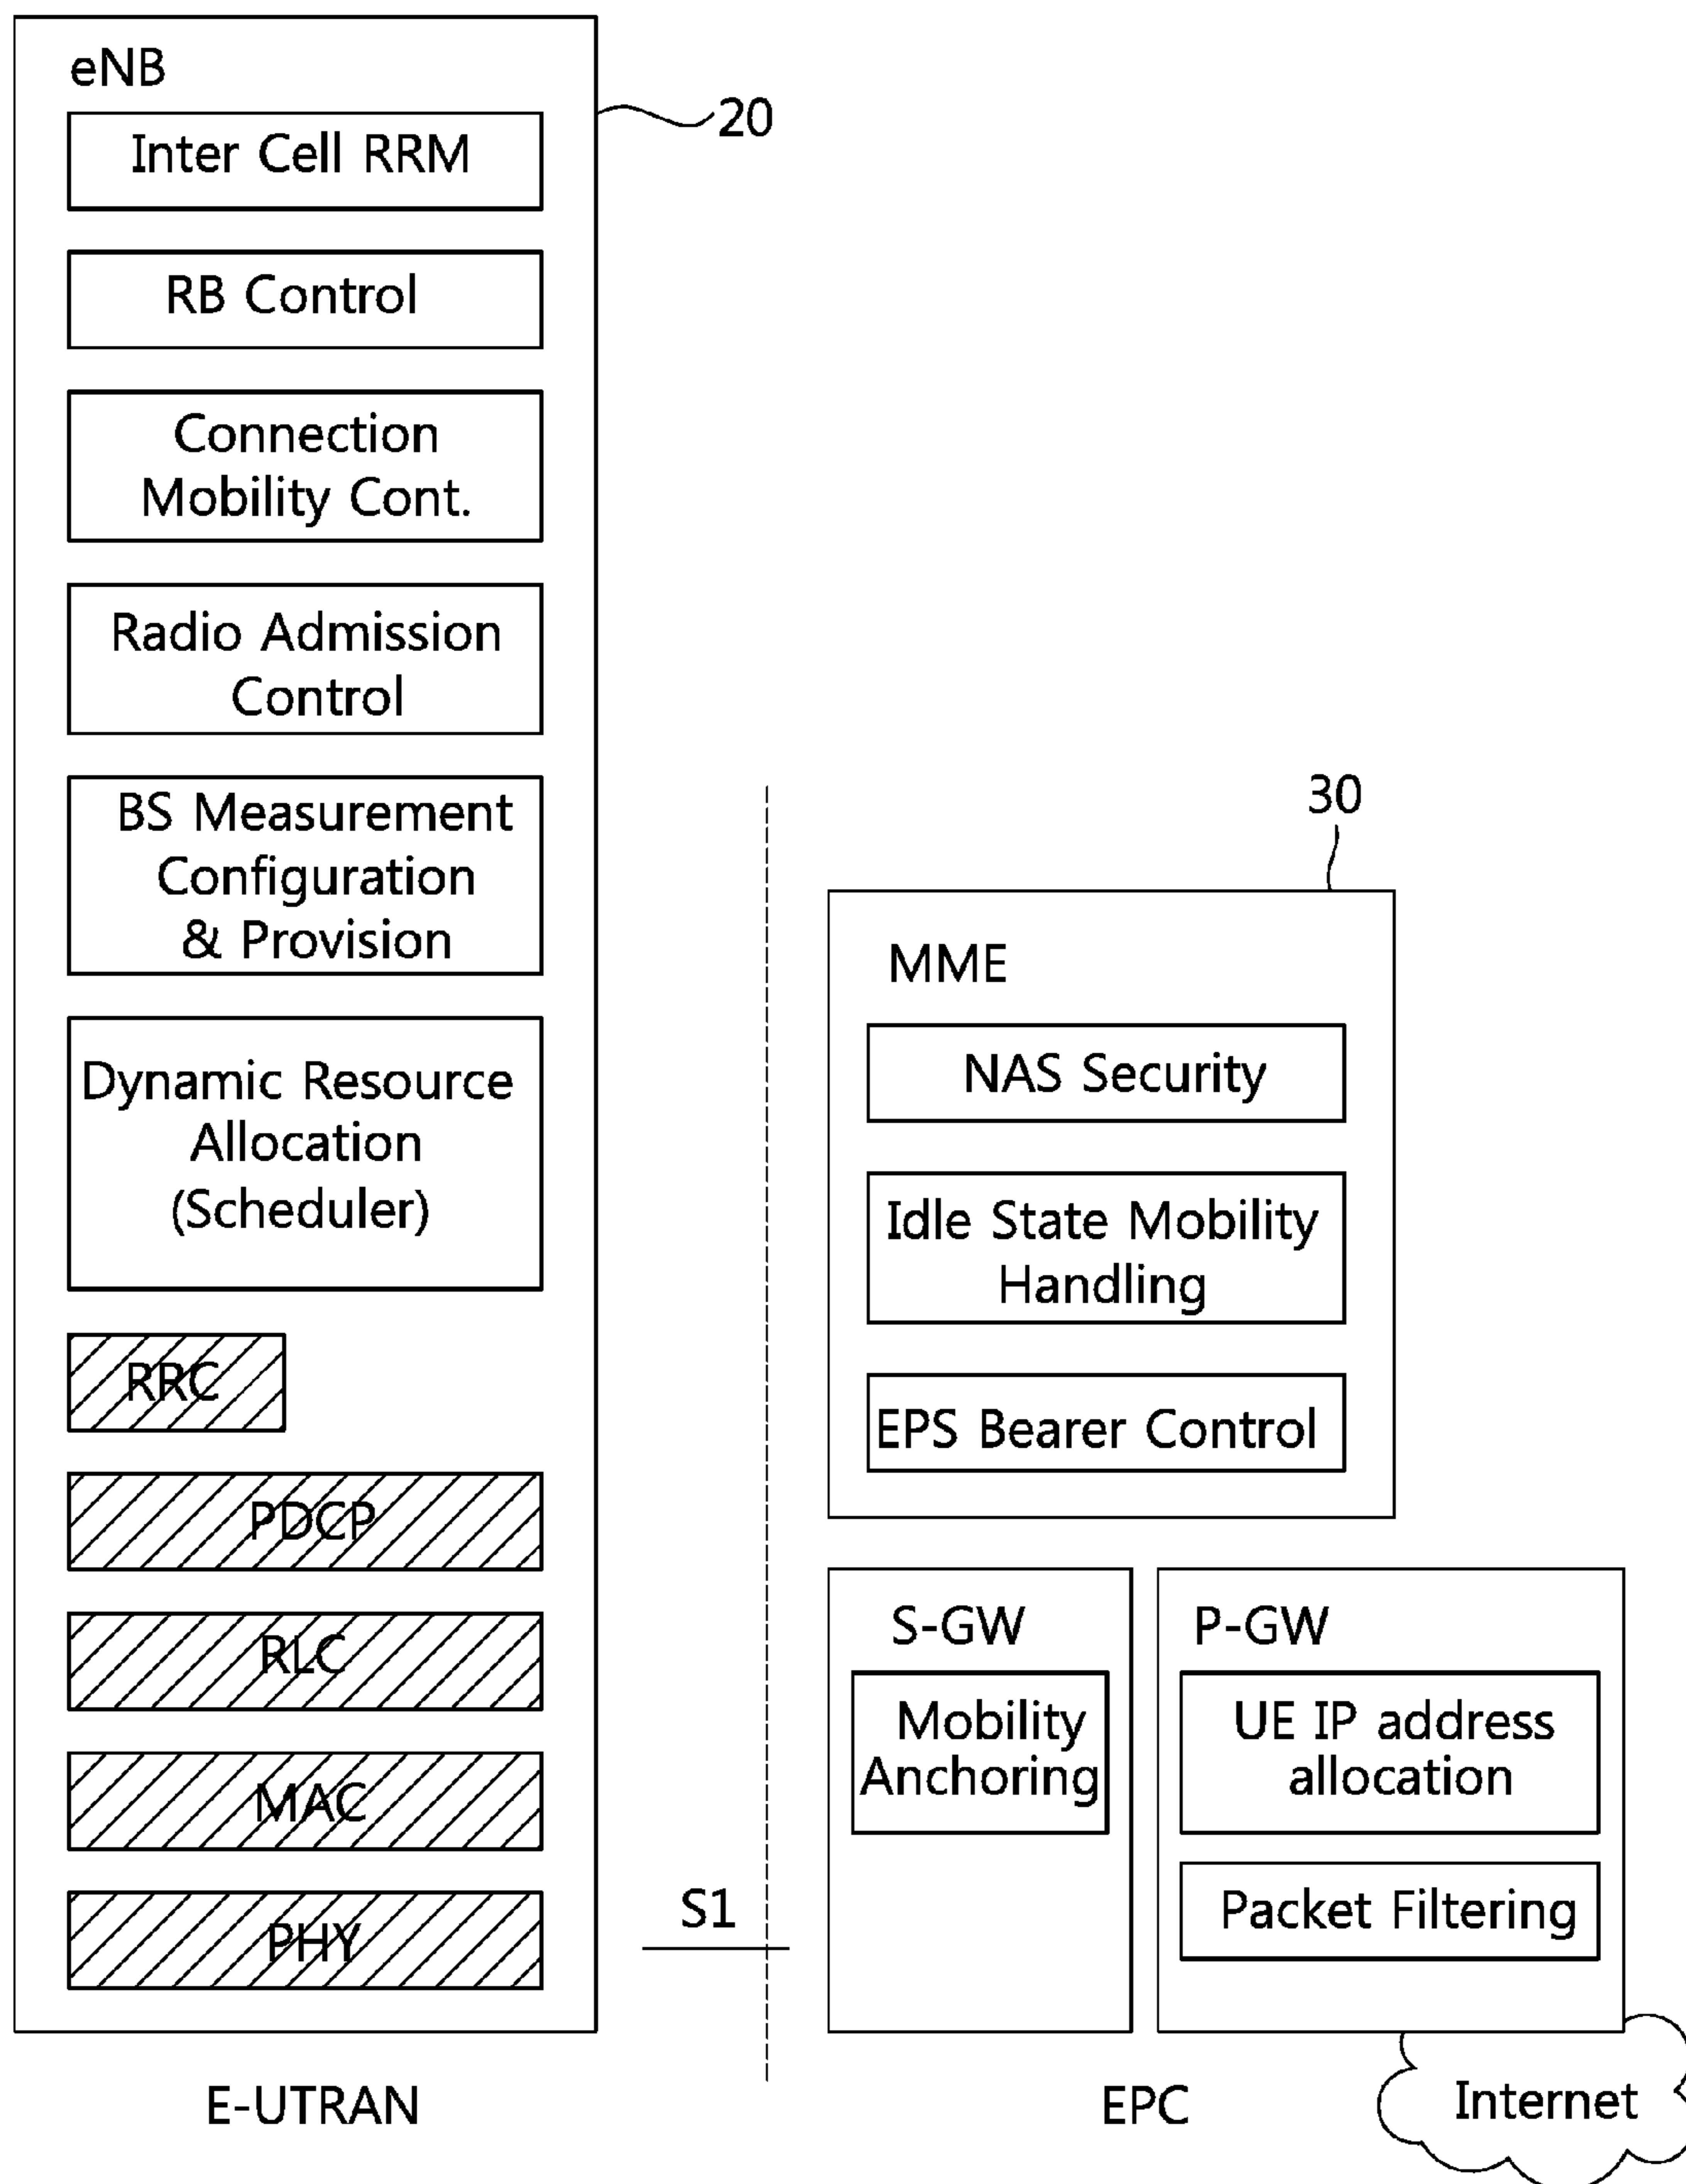 eNB
20
Inter Cell RRM
RB Control
Connection
Mobility Cont.
Radio Admission
Control
BS Measurement
Configuration
& Provision
Dynamic Resource
Allocation
(Scheduler)
RRC
PDCP
RLC
MAC
PHY
E-UTRAN
S1
30
MME
NAS Security
Idle State Mobility
Handling
EPS Bearer Control
S-GW
Mobility
Anchoring
P-GW
UE IP address
allocation
Packet Filtering
EPC
Internet